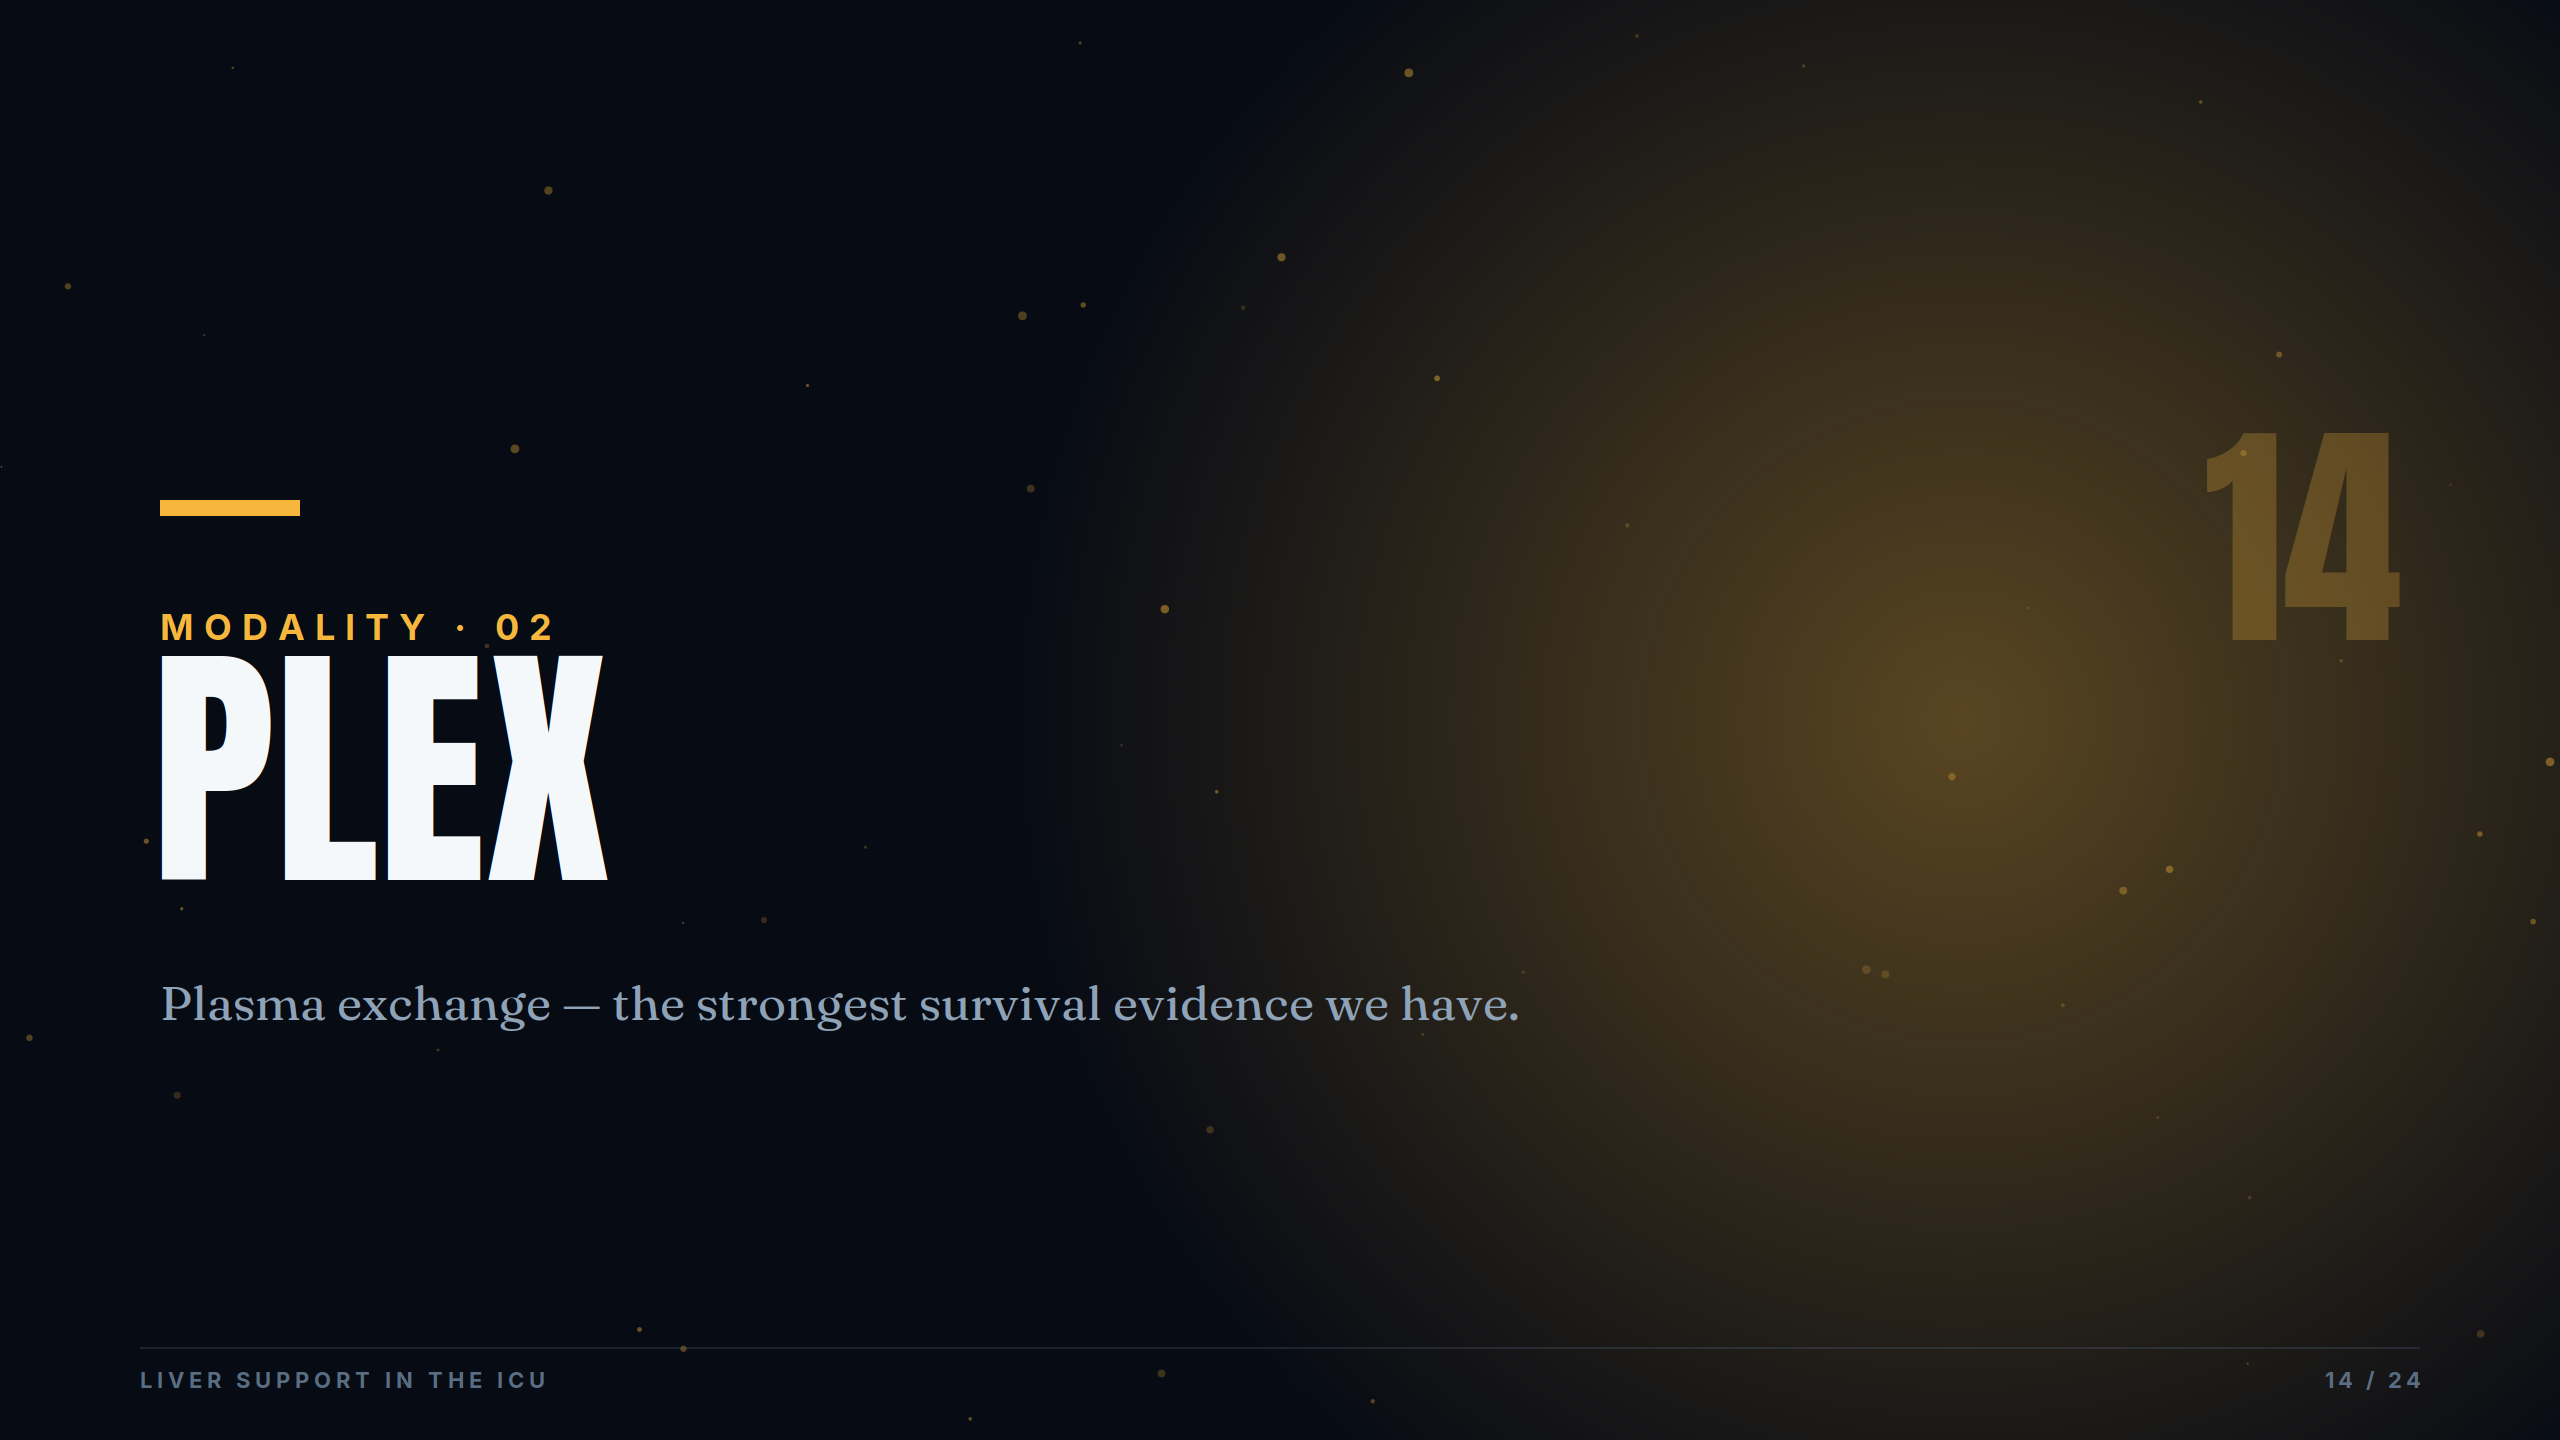 14
MODALITY · 02
PLEX
Plasma exchange — the strongest survival evidence we have.
LIVER SUPPORT IN THE ICU
14 / 24